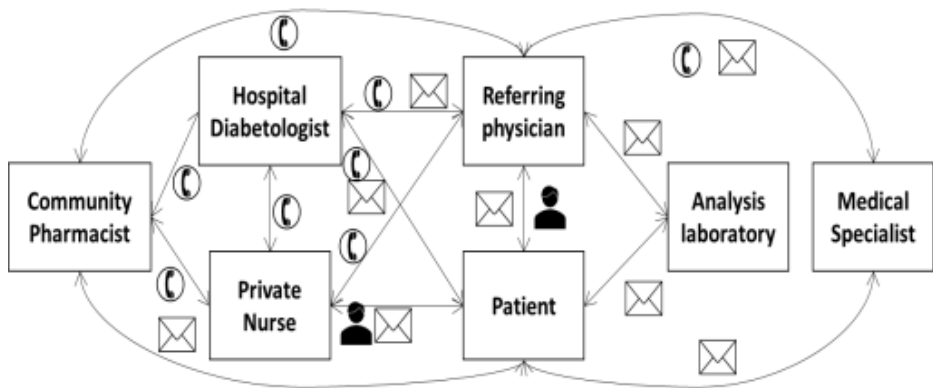 Hospital
Diabetologist
Referring
physician
Community
Pharmacist
Analysis
laboratory
Medical
Specialist
Private
Nurse
Patient